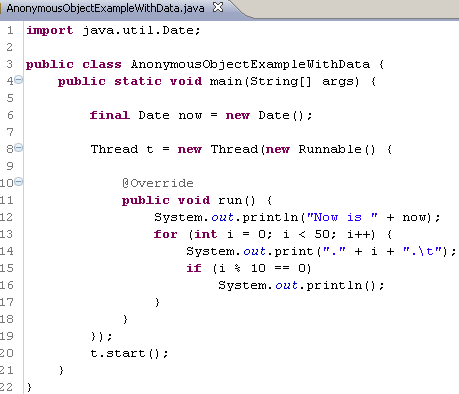 AnonymousObjectExampleWithData.java
1 import java.util.Date;
2
3 public class AnonymousObjectExampleWithData {
4     public static void main(String[] args) {
5
6         final Date now = new Date();
7
8         Thread t = new Thread(new Runnable() {
9
10             @Override
11             public void run() {
12                 System.out.println("Now is " + now);
13                 for (int i = 0; i < 50; i++) {
14                     System.out.print("." + i + ".\t");
15                     if (i % 10 == 0)
16                         System.out.println();
17                 }
18             }
19         });
20         t.start();
21     }
22 }